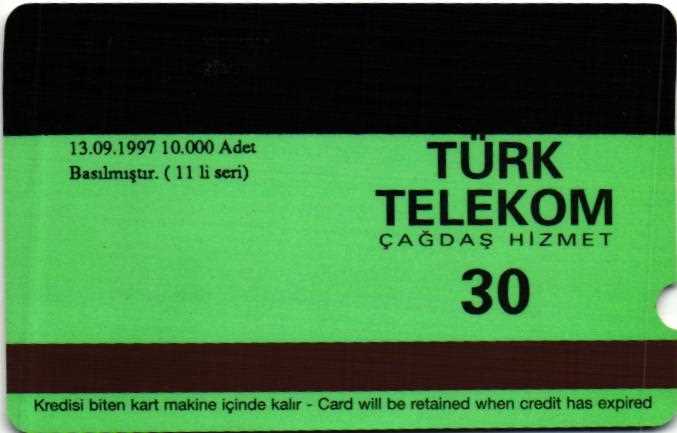 13.09.1997 10.000 Adet
Basılmıştır. ( 11 li seri)
TÜRK
TELEKOM
ÇAĞDAŞ HİZMET
30
Kredisi biten kart makine içinde kalır - Card will be retained when credit has expired